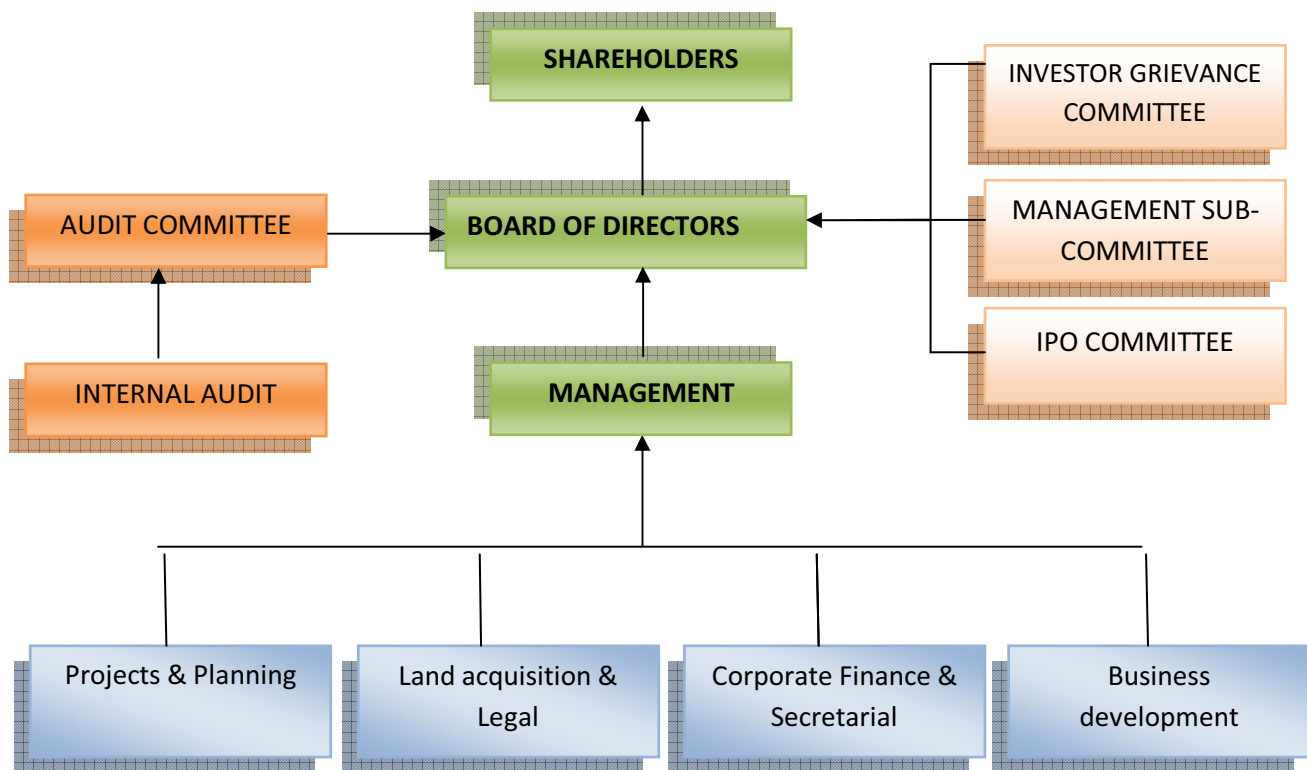 SHAREHOLDERS
INVESTOR GRIEVANCE
COMMITTEE
AUDIT COMMITTEE
BOARD OF DIRECTORS
MANAGEMENT SUB-
COMMITTEE
IPO COMMITTEE
INTERNAL AUDIT
MANAGEMENT
Projects & Planning
Land acquisition &
Legal
Corporate Finance &
Secretarial
Business
development